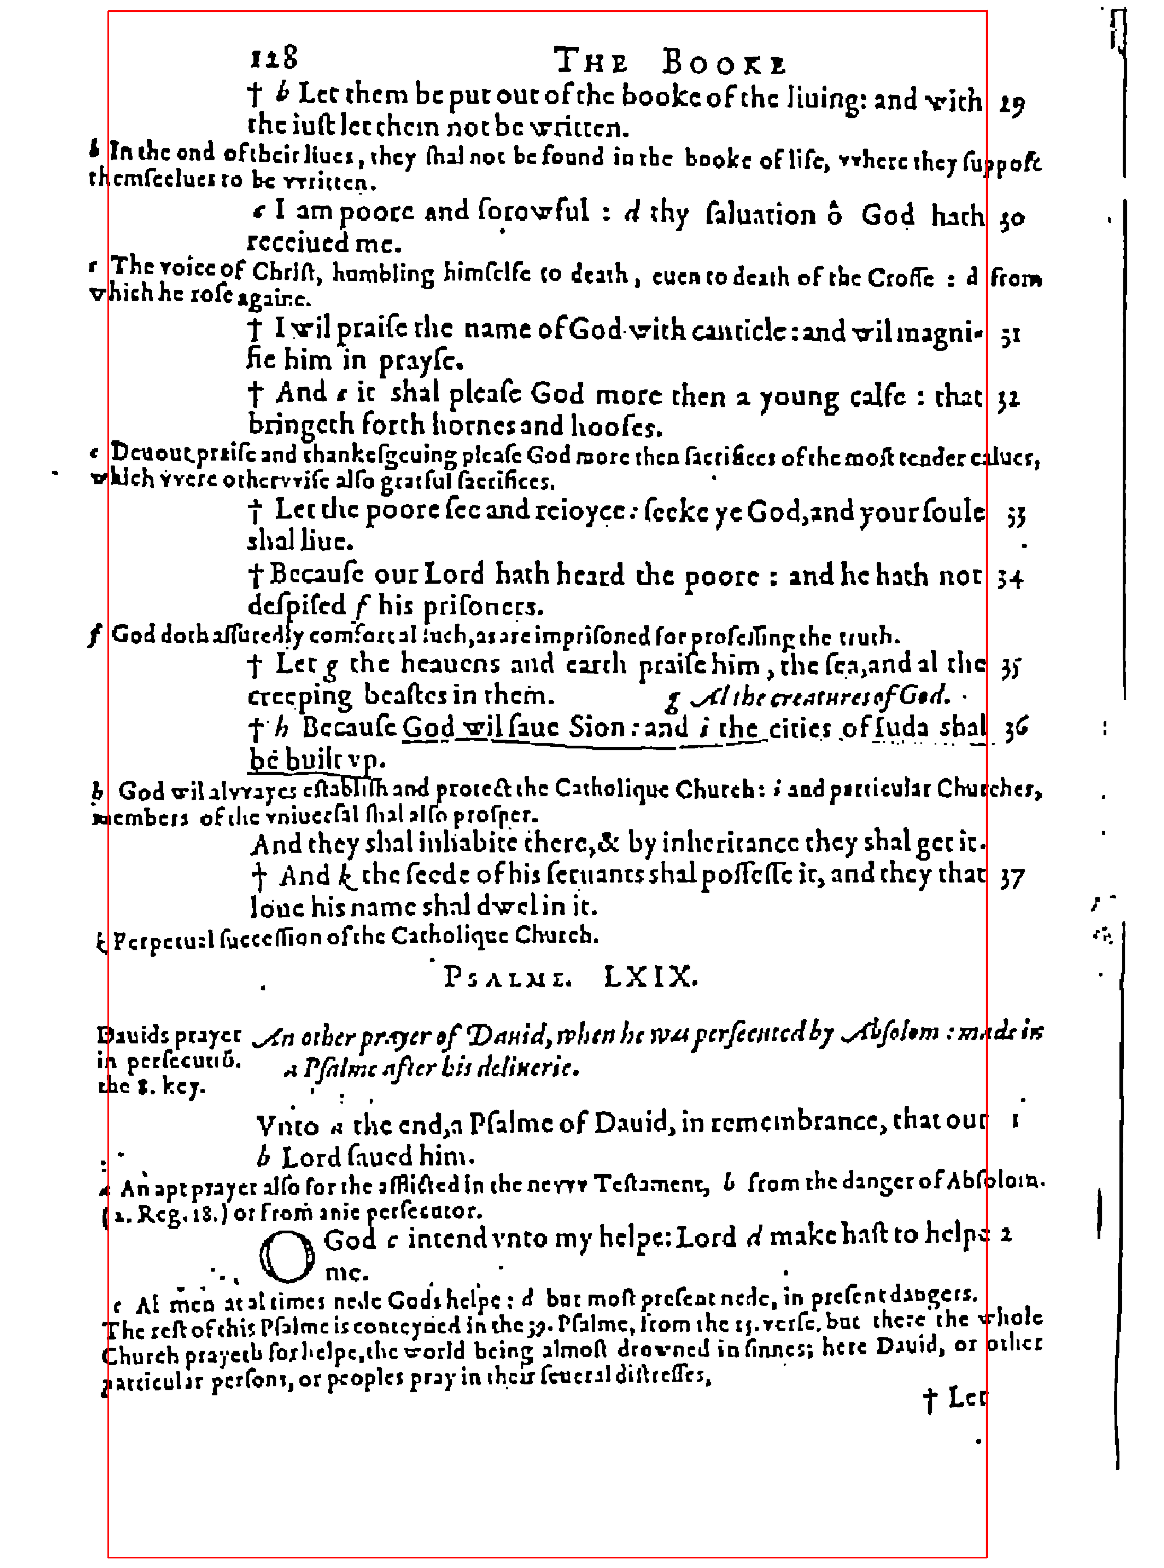 128 THE BOOKE
† b Let them be put out of the booke of the liuing: and with 29
the iuſt let them not be written.
b In the end of their liues, they ſhal not be found in the booke of life, vvhere they ſuppoſe
themſeelues to be vvritten.
c I am poore and ſorowful : d thy ſaluation ô God hath 30
receiued me.
c The voice of Chriſt, humbling himſelfe to death, euen to death of the Croſſe : d from
which he roſe againe.
† I wil praiſe the name of God with canticle: and wil magni- 31
fie him in prayſe.
† And e it shal pleaſe God more then a young calfe : that 32
bringeth forth hornes and hoofes.
e Deuout praiſe and thankeſgeuing pleaſe God more then ſacrifices of the moſt tender calues,
which vvere othervviſe alſo gratful ſacrifices.
† Let the poore ſee and reioyce: ſeeke ye God, and your ſoule 33
shal liue.
† Becauſe our Lord hath heard the poore : and he hath not 34
deſpiſed f his priſoners.
f God doth aſſuredly comfort al ſuch, as are impriſoned for profeſſing the truth.
† Let g the heauens and earth praiſe him, the ſea, and al the 35
creeping beaſtes in them. g Al the creatures of God.
† h Becauſe God wil ſaue Sion: and i the cities of Iuda shal 36
be built vp.
h God wil alvvayes eſtabliſh and protect the Catholique Church: i and particular Churches,
members of the vniuerſal ſhal alſo proſper.
And they shal inhabite there, & by inheritance they shal get it.
† And k the ſeede of his ſeruants shal poſſeſſe it, and they that 37
loue his name shal dwel in it.
k Perpetual ſucceſſion of the Catholique Church.
PSALME. LXIX.
Dauids prayer
in perſecutiō.
the 8. key.
An other prayer of Dauid, when he was perſecuted by Abſolom : made in
a Pſalme after his deliuerie.
Vnto a the end, a Pſalme of Dauid, in remembrance, that our 1
b Lord ſaued him.
a An apt prayer alſo for the afflicted in the nevv Teſtament, b from the danger of Abſolom.
(2. Reg. 18.) or from anie perſecutor.
O God c intend vnto my helpe: Lord d make haſt to helpe 2
me.
c Al men at al times nede Gods helpe : d but moſt preſent nede, in preſent dangers.
The reſt of this Pſalme is conteyned in the 39. Pſalme, from the 15. verſe. but there the whole
Church prayeth for helpe, the world being almoſt drowned in ſinnes; here Dauid, or other
particular perſons, or peoples pray in their ſeueral diſtreſſes,
† Let